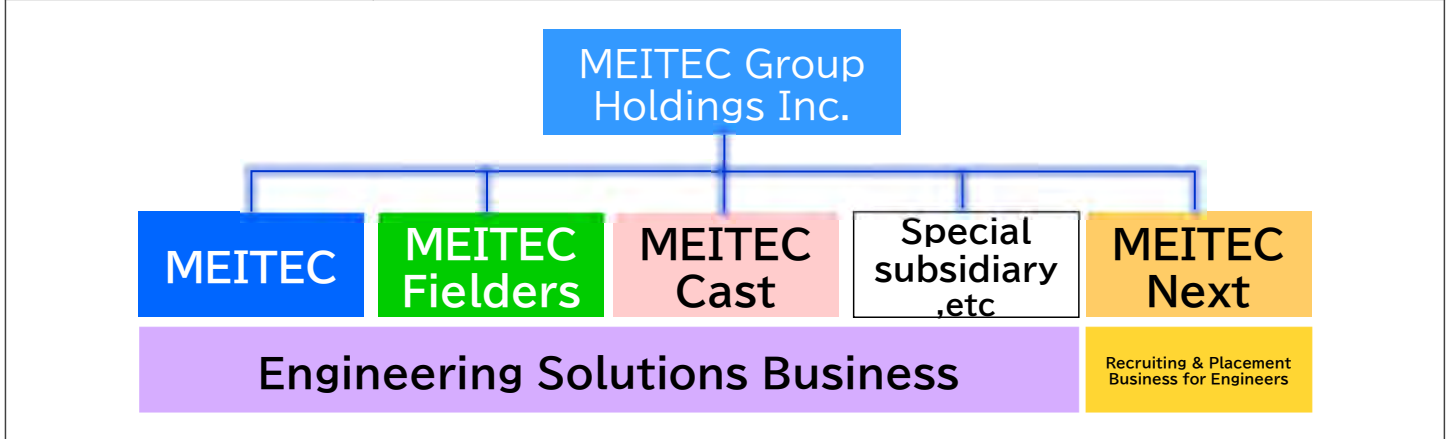 MEITEC Group
Holdings Inc.
MEITEC
MEITEC
Fielders
MEITEC
Cast
Special
subsidiary
,etc
MEITEC
Next
Engineering Solutions Business
Recruiting & Placement
Business for Engineers